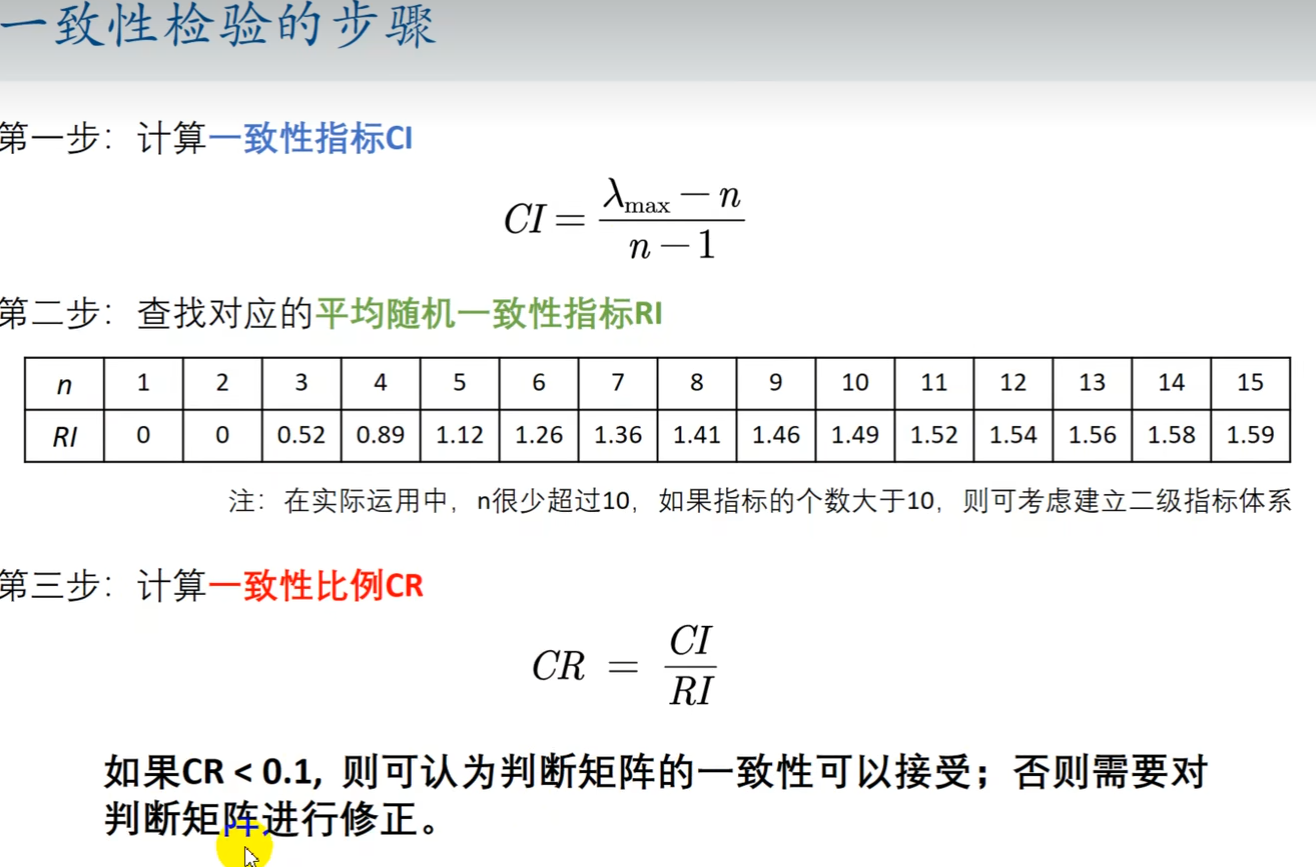 一致性检验的步骤
第一步：计算一致性指标CI
CI = (λmax − n) / (n − 1)
第二步：查找对应的平均随机一致性指标RI
n 1 2 3 4 5 6 7 8 9 10 11 12 13 14 15
RI 0 0 0.52 0.89 1.12 1.26 1.36 1.41 1.46 1.49 1.52 1.54 1.56 1.58 1.59
注：在实际运用中，n很少超过10，如果指标的个数大于10，则可考虑建立二级指标体系
第三步：计算一致性比例CR
CR = CI / RI
如果CR < 0.1, 则可认为判断矩阵的一致性可以接受；否则需要对
判断矩阵进行修正。